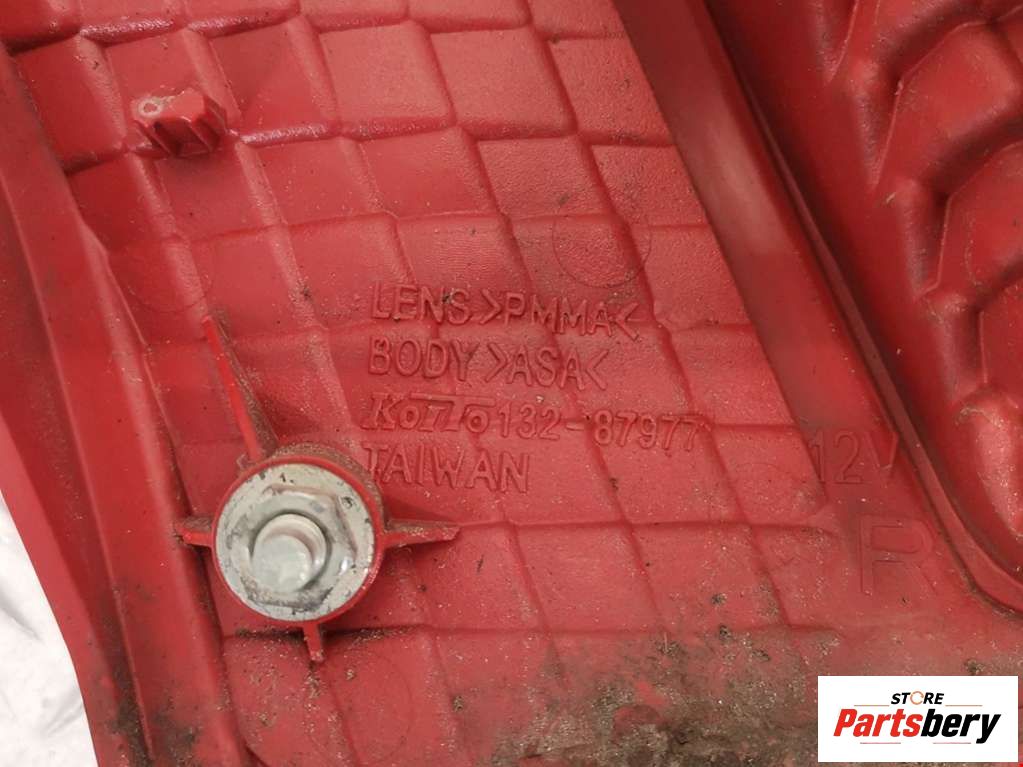 LENS >PMMA<
BODY >ASA<
KOITO 132-87977
TAIWAN
12V
R
STORE
Partsbery